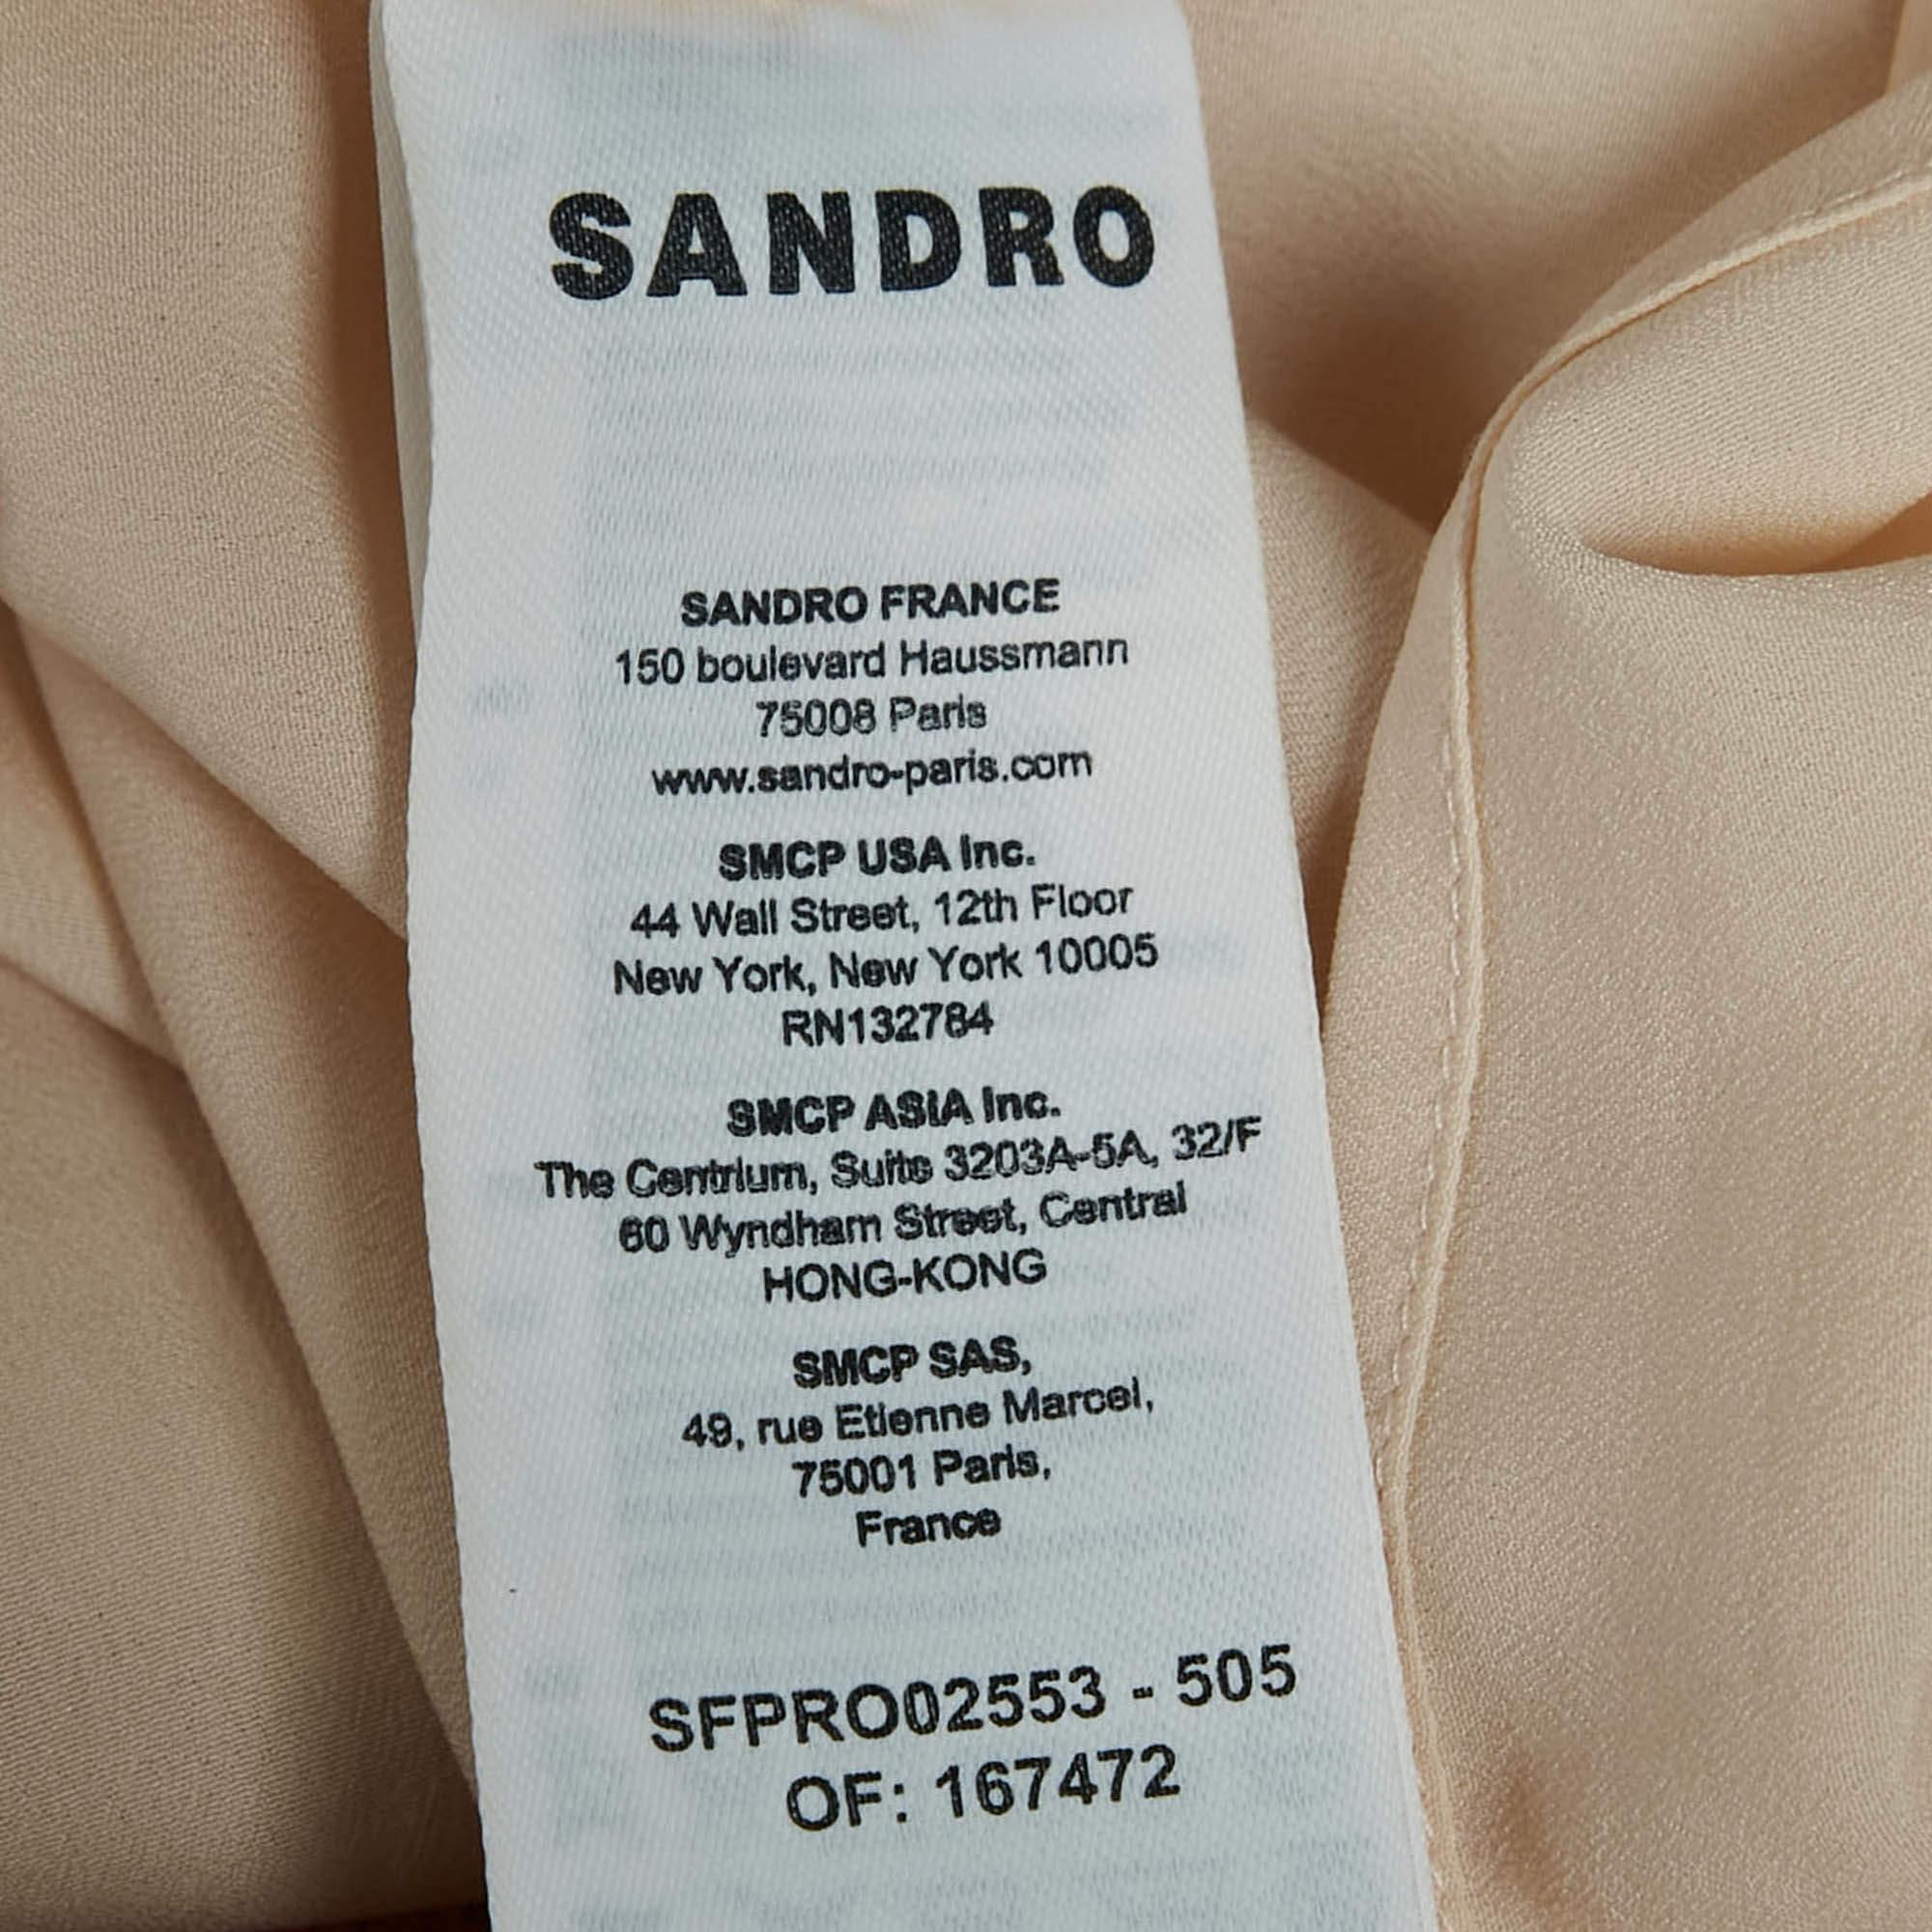 SANDRO
SANDRO FRANCE
150 boulevard Haussmann
75008 Paris
www.sandro-paris.com
SMCP USA Inc.
44 Wall Street, 12th Floor
New York, New York 10005
RN132784
SMCP ASIA Inc.
The Centrium, Suite 3203A-5A, 32/F
60 Wyndham Street, Central
HONG-KONG
SMCP SAS,
49, rue Etienne Marcel,
75001 Paris,
France
SFPRO02553 - 505
OF: 167472